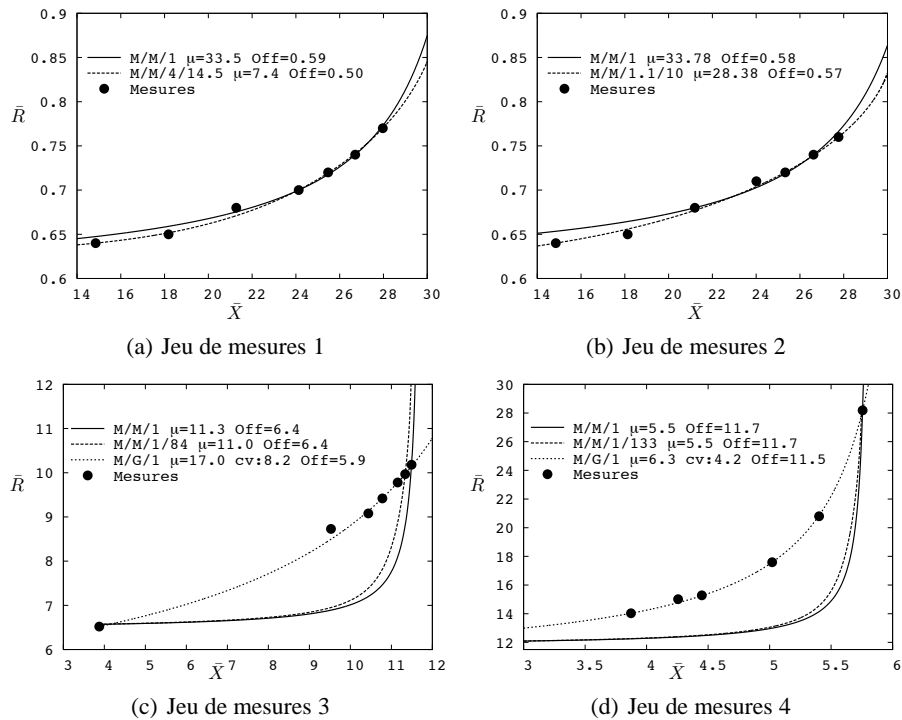 0.9
0.85
0.8
R̄
0.75
0.7
0.65
0.6
M/M/1 μ=33.5 Off=0.59
M/M/4/14.5 μ=7.4 Off=0.50
Mesures
14 16 18 20 22 24 26 28 30
X̄
(a) Jeu de mesures 1
0.9
0.85
0.8
R̄
0.75
0.7
0.65
0.6
M/M/1 μ=33.78 Off=0.58
M/M/1.1/10 μ=28.38 Off=0.57
Mesures
14 16 18 20 22 24 26 28 30
X̄
(b) Jeu de mesures 2
12
11
10
R̄
9
8
7
6
M/M/1 μ=11.3 Off=6.4
M/M/1/84 μ=11.0 Off=6.4
M/G/1 μ=17.0 cv:8.2 Off=5.9
Mesures
3 4 5 6 7 8 9 10 11 12
X̄
(c) Jeu de mesures 3
30
28
26
24
22
R̄
20
18
16
14
12
M/M/1 μ=5.5 Off=11.7
M/M/1/133 μ=5.5 Off=11.7
M/G/1 μ=6.3 cv:4.2 Off=11.5
Mesures
3 3.5 4 4.5 5 5.5 6
X̄
(d) Jeu de mesures 4